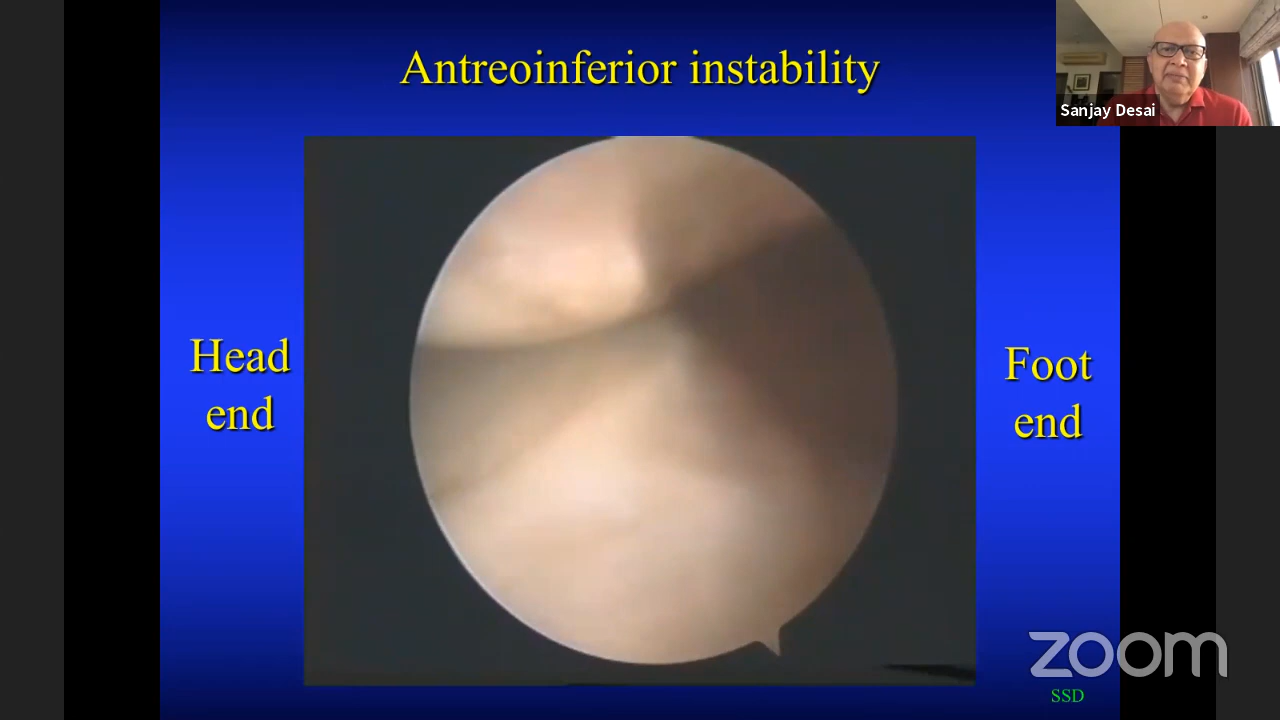 Antreoinferior instability
Sanjay Desai
Head
end
Foot
end
zoom
SSD